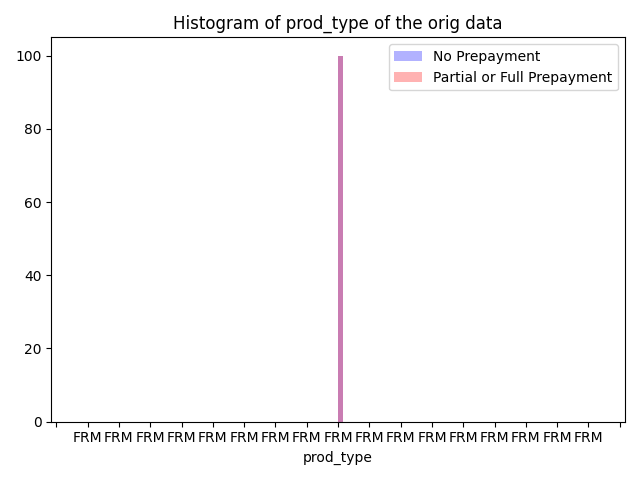 Histogram of prod_type of the orig data
No Prepayment
Partial or Full Prepayment
100
80
60
40
20
0
FRM FRM FRM FRM FRM FRM FRM FRM FRM FRM FRM FRM FRM FRM FRM FRM FRM
prod_type